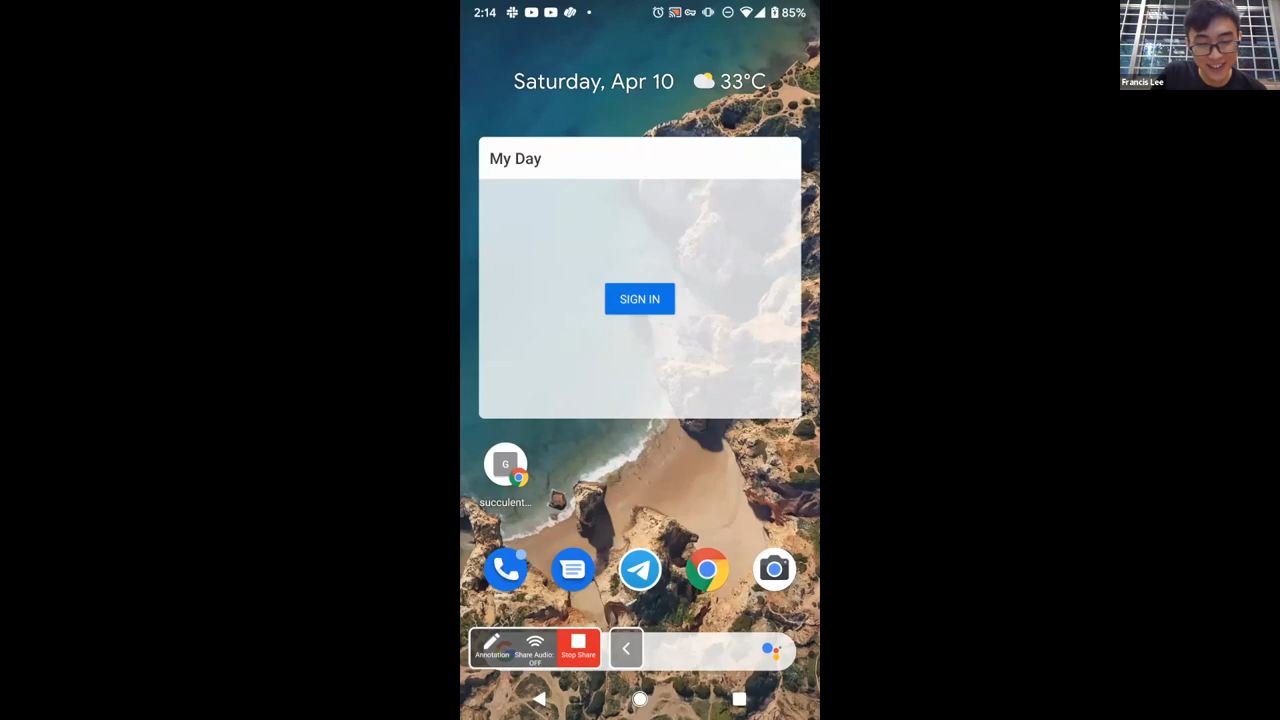 2:14
85%
Saturday, Apr 10
33°C
Francis Lee
My Day
SIGN IN
G
succulent...
Annotation
Share Audio:
OFF
Stop Share